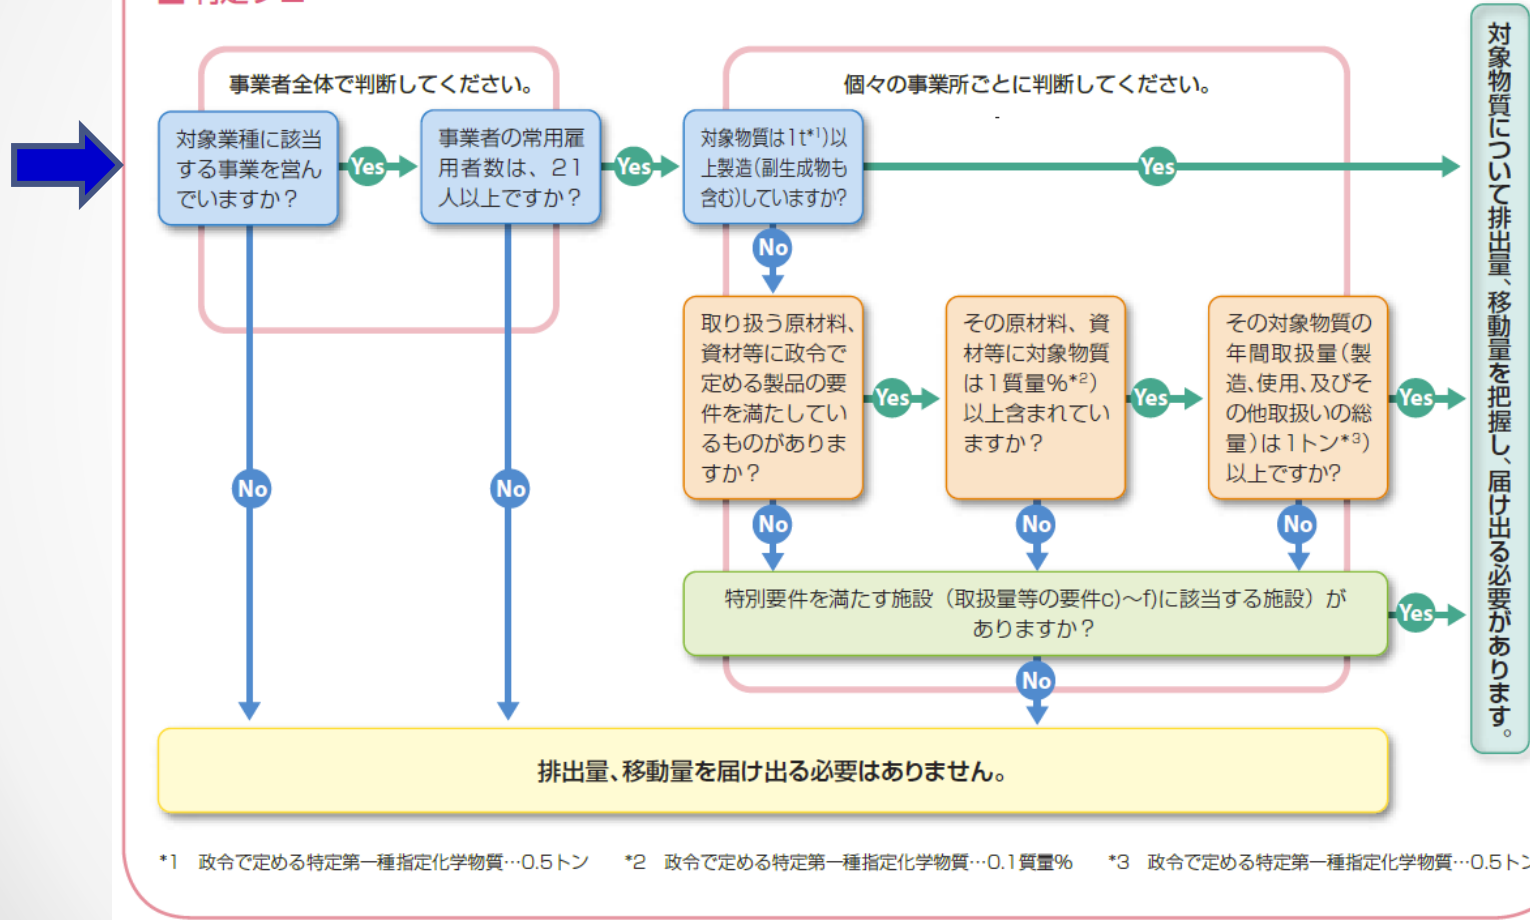 事業者全体で判断してください。
対象業種に該当
する事業を営ん
でいますか？
Yes
事業者の常用雇
用者数は、21
人以上ですか？
Yes
No
No
個々の事業所ごとに判断してください。
-
対象物質は1t*1)以
上製造(副生成物も
含む)していますか?
Yes
No
取り扱う原材料、
資材等に政令で
定める製品の要
件を満たしてい
るものがありま
すか？
Yes
その原材料、資
材等に対象物質
は1質量%*2)
以上含まれてい
ますか？
Yes
その対象物質の
年間取扱量(製
造、使用、及びそ
の他取扱いの総
量)は1トン*3)
以上ですか?
Yes
No
No
No
特別要件を満たす施設（取扱量等の要件c)～f)に該当する施設）が
ありますか？
Yes
No
対象物質について排出量、移動量を把握し、届け出る必要があります。
排出量、移動量を届け出る必要はありません。
*1 政令で定める特定第一種指定化学物質…0.5トン
*2 政令で定める特定第一種指定化学物質…0.1質量%
*3 政令で定める特定第一種指定化学物質…0.5トン